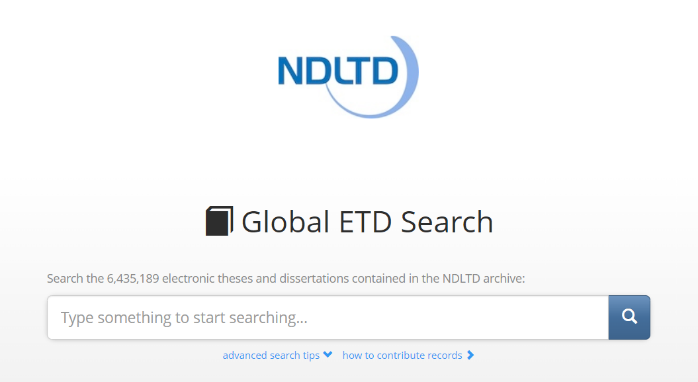 NDLTD
Global ETD Search
Search the 6,435,189 electronic theses and dissertations contained in the NDLTD archive:
Type something to start searching...
advanced search tips how to contribute records